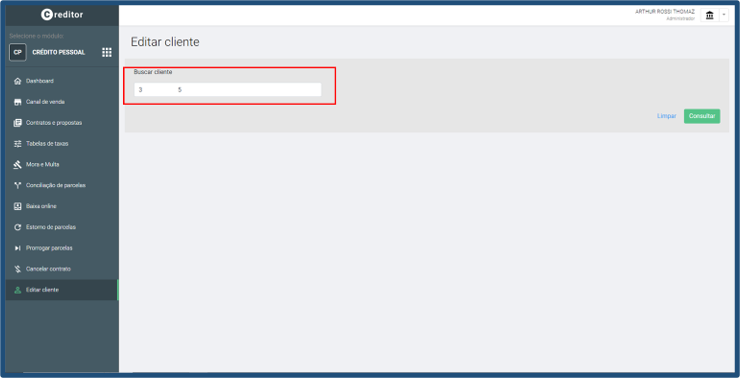 Creditor
ARTHUR ROSSI THOMAZ
Administrador
Selecione o módulo
CP CRÉDITO PESSOAL
Editar cliente
Buscar cliente
3 5
Limpar Consultar
Dashboard
Canal de venda
Contratos e propostas
Tabelas de taxas
Mora e Multa
Conciliação de parcelas
Baixa online
Estorno de parcelas
Prorrogar parcelas
Cancelar contrato
Editar cliente